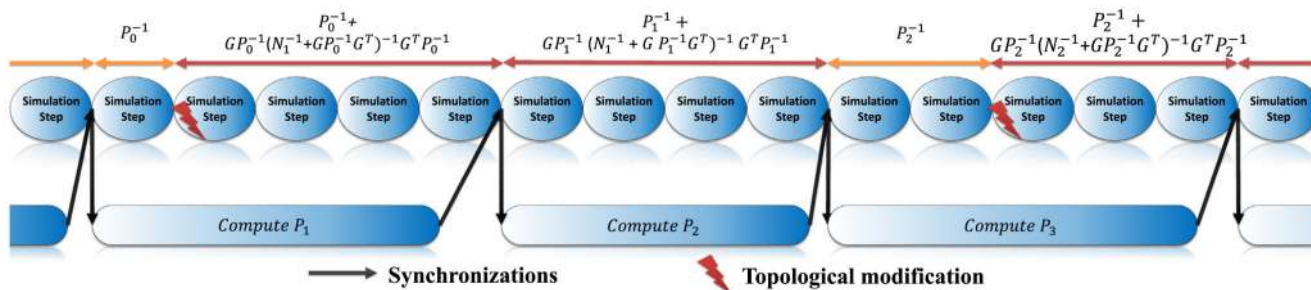 P_0^{-1}
P_0^{-1}+
GP_0^{-1}(N_1^{-1}+GP_0^{-1}G^T)^{-1}G^TP_0^{-1}
P_1^{-1} +
GP_1^{-1} (N_1^{-1} + G P_1^{-1}G^T)^{-1} G^TP_1^{-1}
P_2^{-1}
P_2^{-1} +
GP_2^{-1}(N_2^{-1}+GP_2^{-1}G^T)^{-1}G^TP_2^{-1}
Simulation
Step
Simulation
Step
Simulation
Step
Simulation
Step
Simulation
Step
Simulation
Step
Simulation
Step
Simulation
Step
Simulation
Step
Simulation
Step
Simulation
Step
Simulation
Step
Simulation
Step
Simulation
Step
Simulation
Step
Simulation
Step
Compute P_1
Compute P_2
Compute P_3
Synchronizations
Topological modification